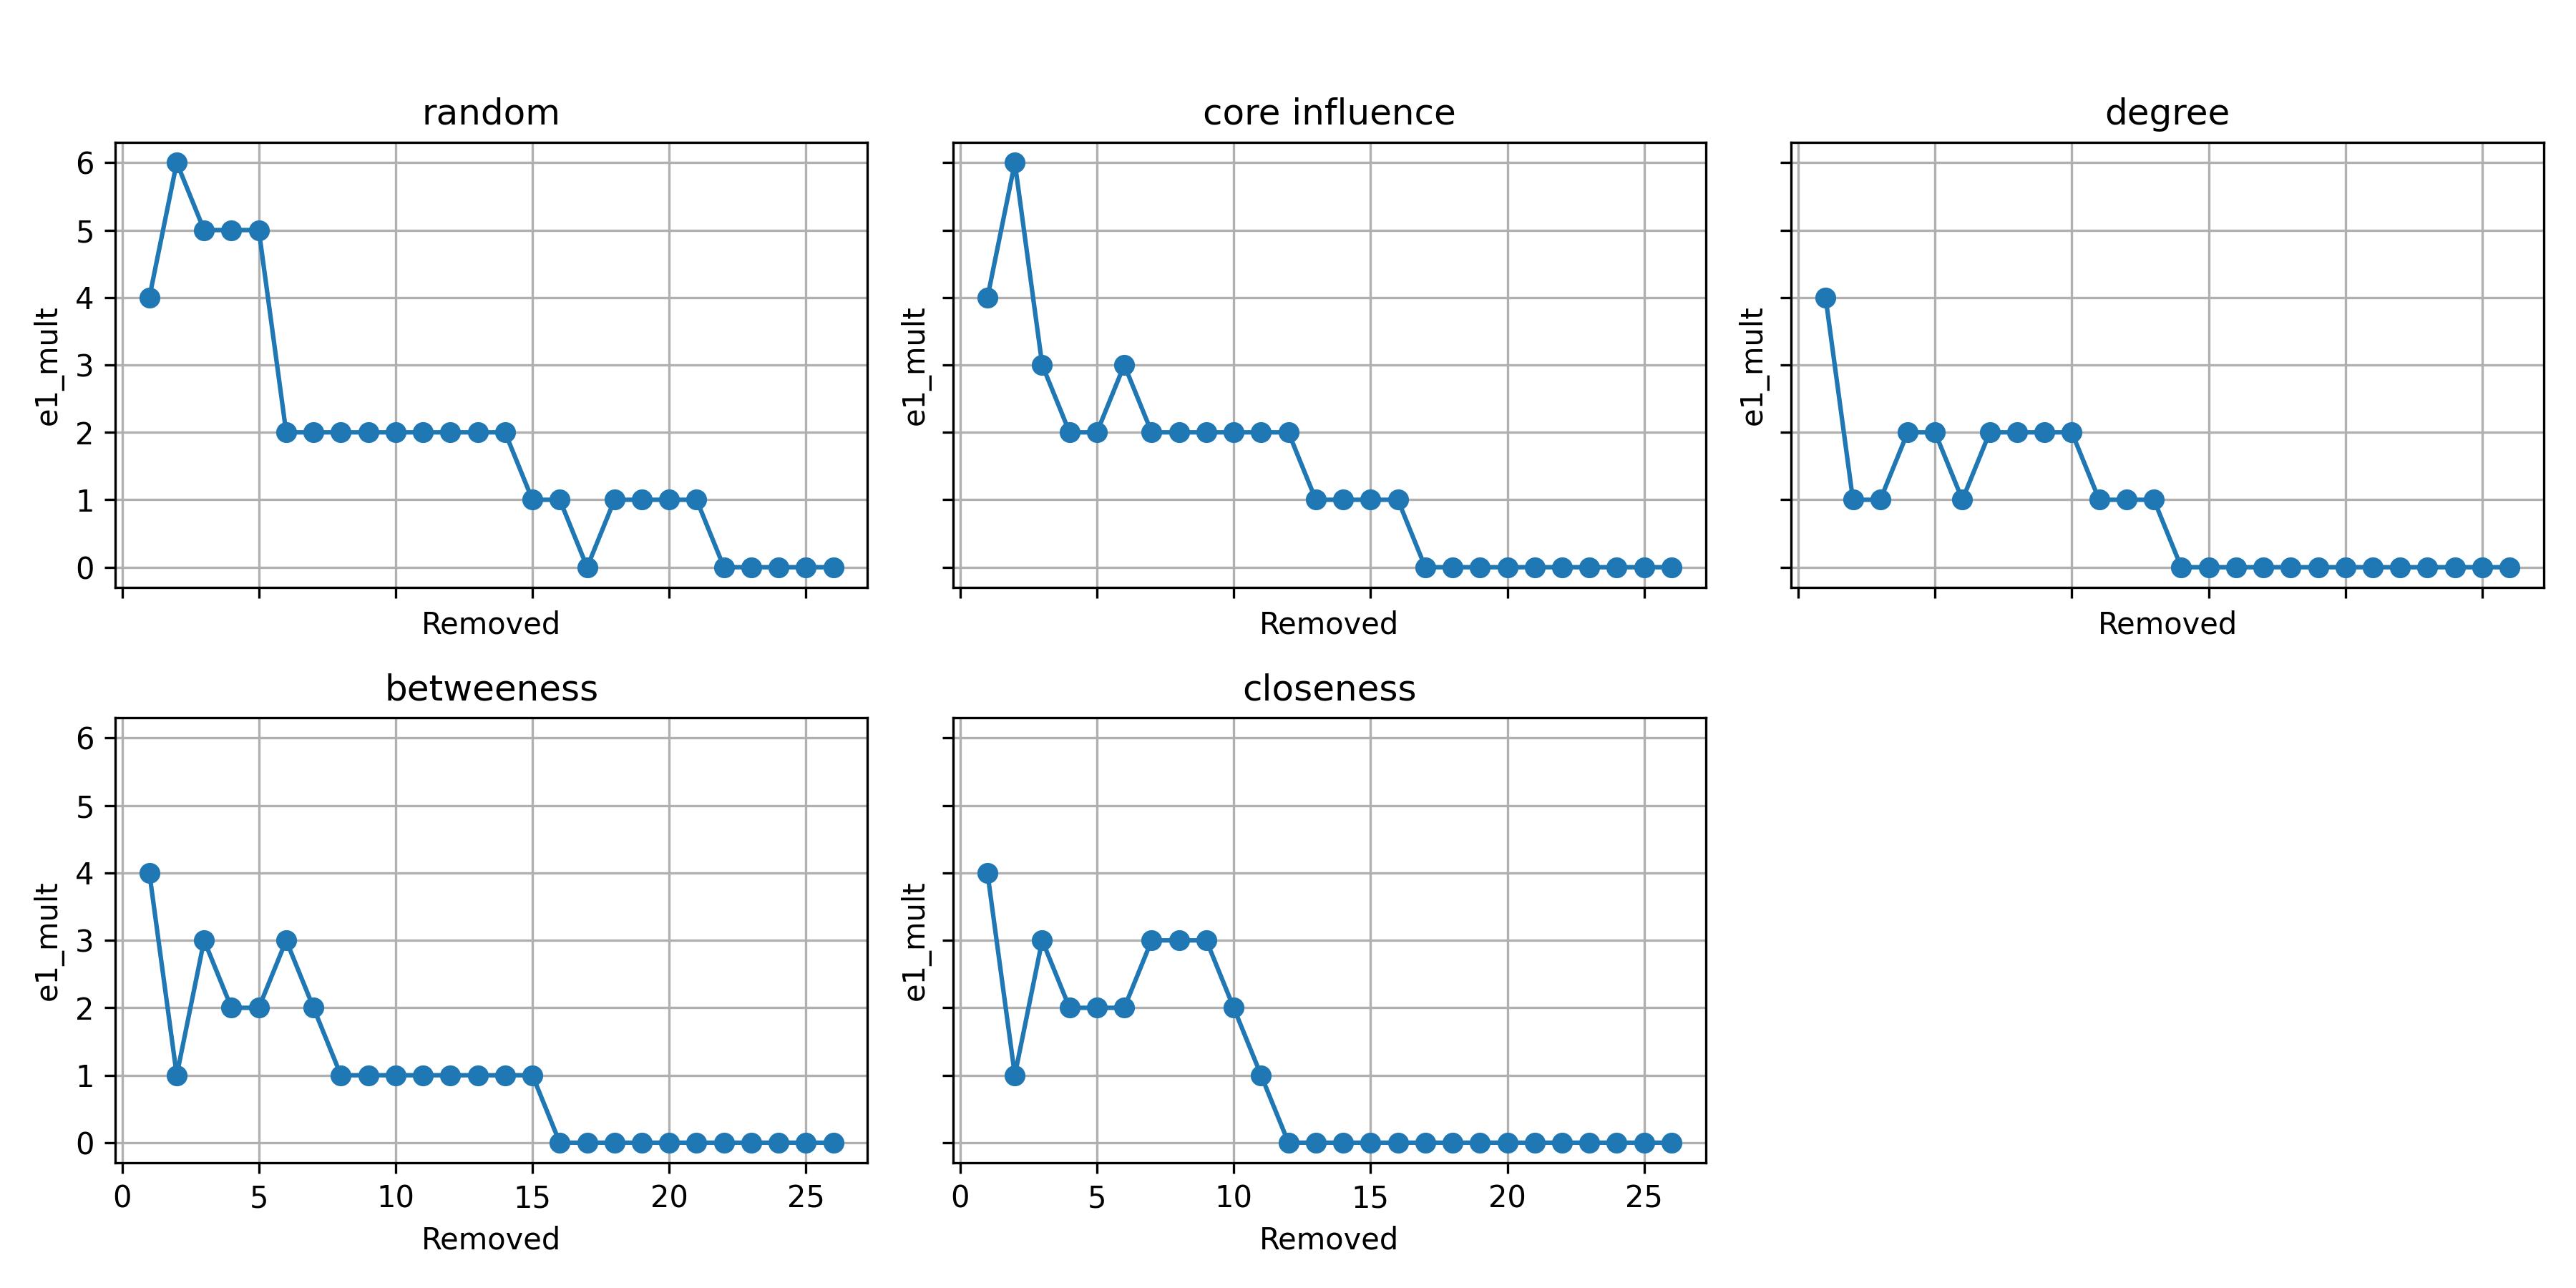 random
6
5
4
3
2
1
0
e1_mult
Removed
core influence
e1_mult
Removed
degree
e1_mult
Removed
betweeness
6
5
4
3
2
1
0
e1_mult
0 5 10 15 20 25
Removed
closeness
e1_mult
0 5 10 15 20 25
Removed